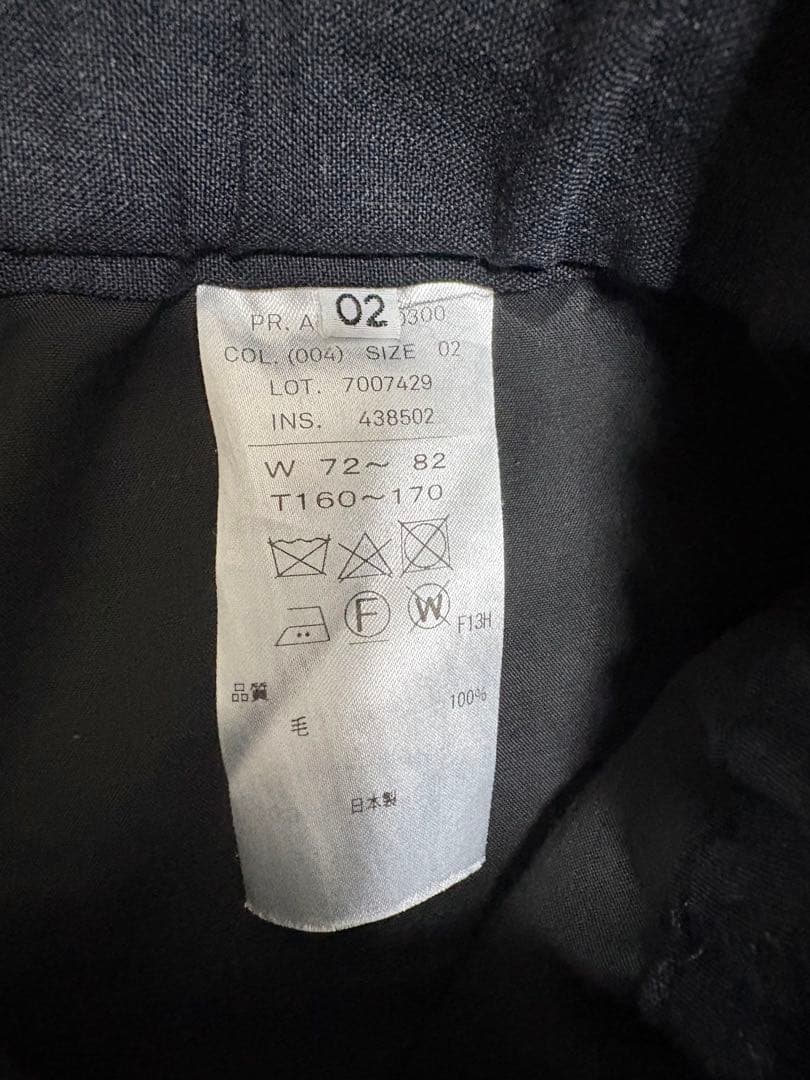 02
PR. A 0300
COL. (004) SIZE 02
LOT. 7007429
INS. 438502
W 72～ 82
T160～170
F W F13H
品質 100%
毛
日本製